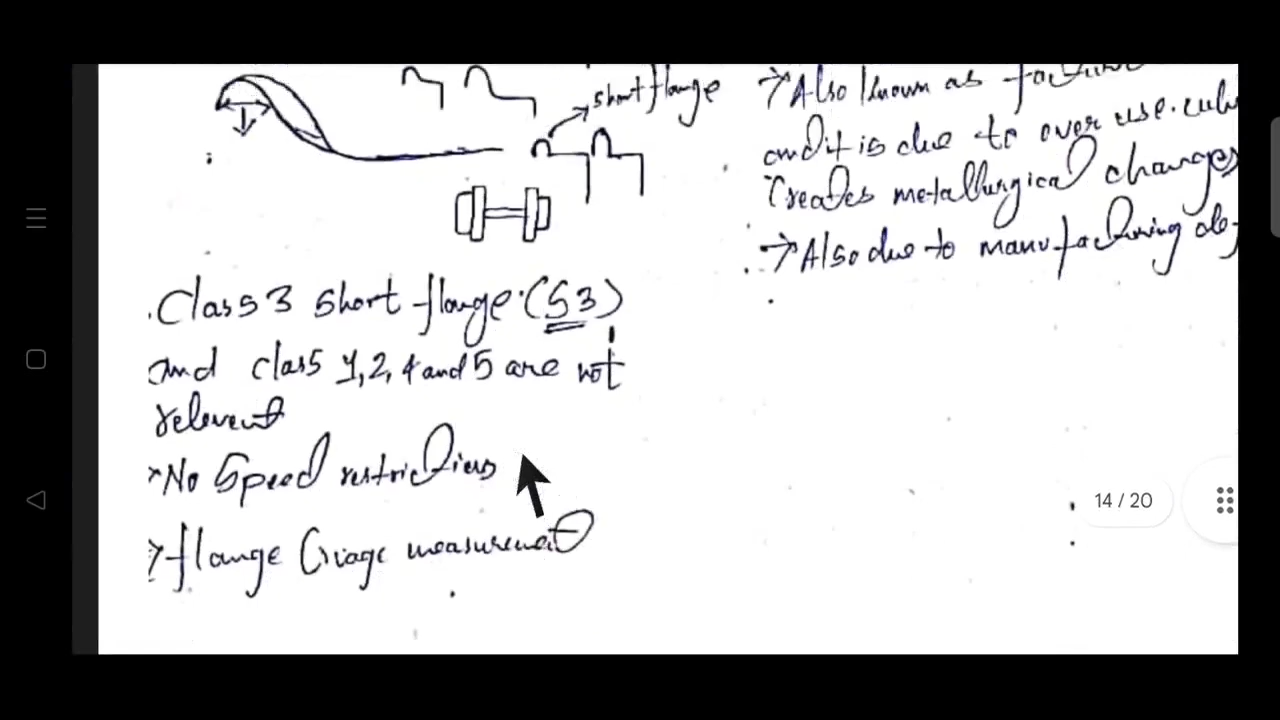 short flange
Class 3 short flange (S3)
and class 1, 2, 4 and 5 are not
relevent
No Speed restrictions
flange Guage measurement
→ Also known as
and it is due to over use.
Creates metallurgical changes
→ Also due to manufacturing
14 / 20